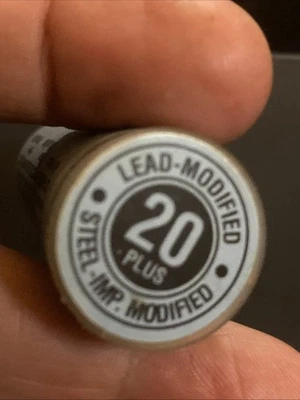 LEAD-MODIFIED
20
PLUS
STEEL-IMP. MODIFIED